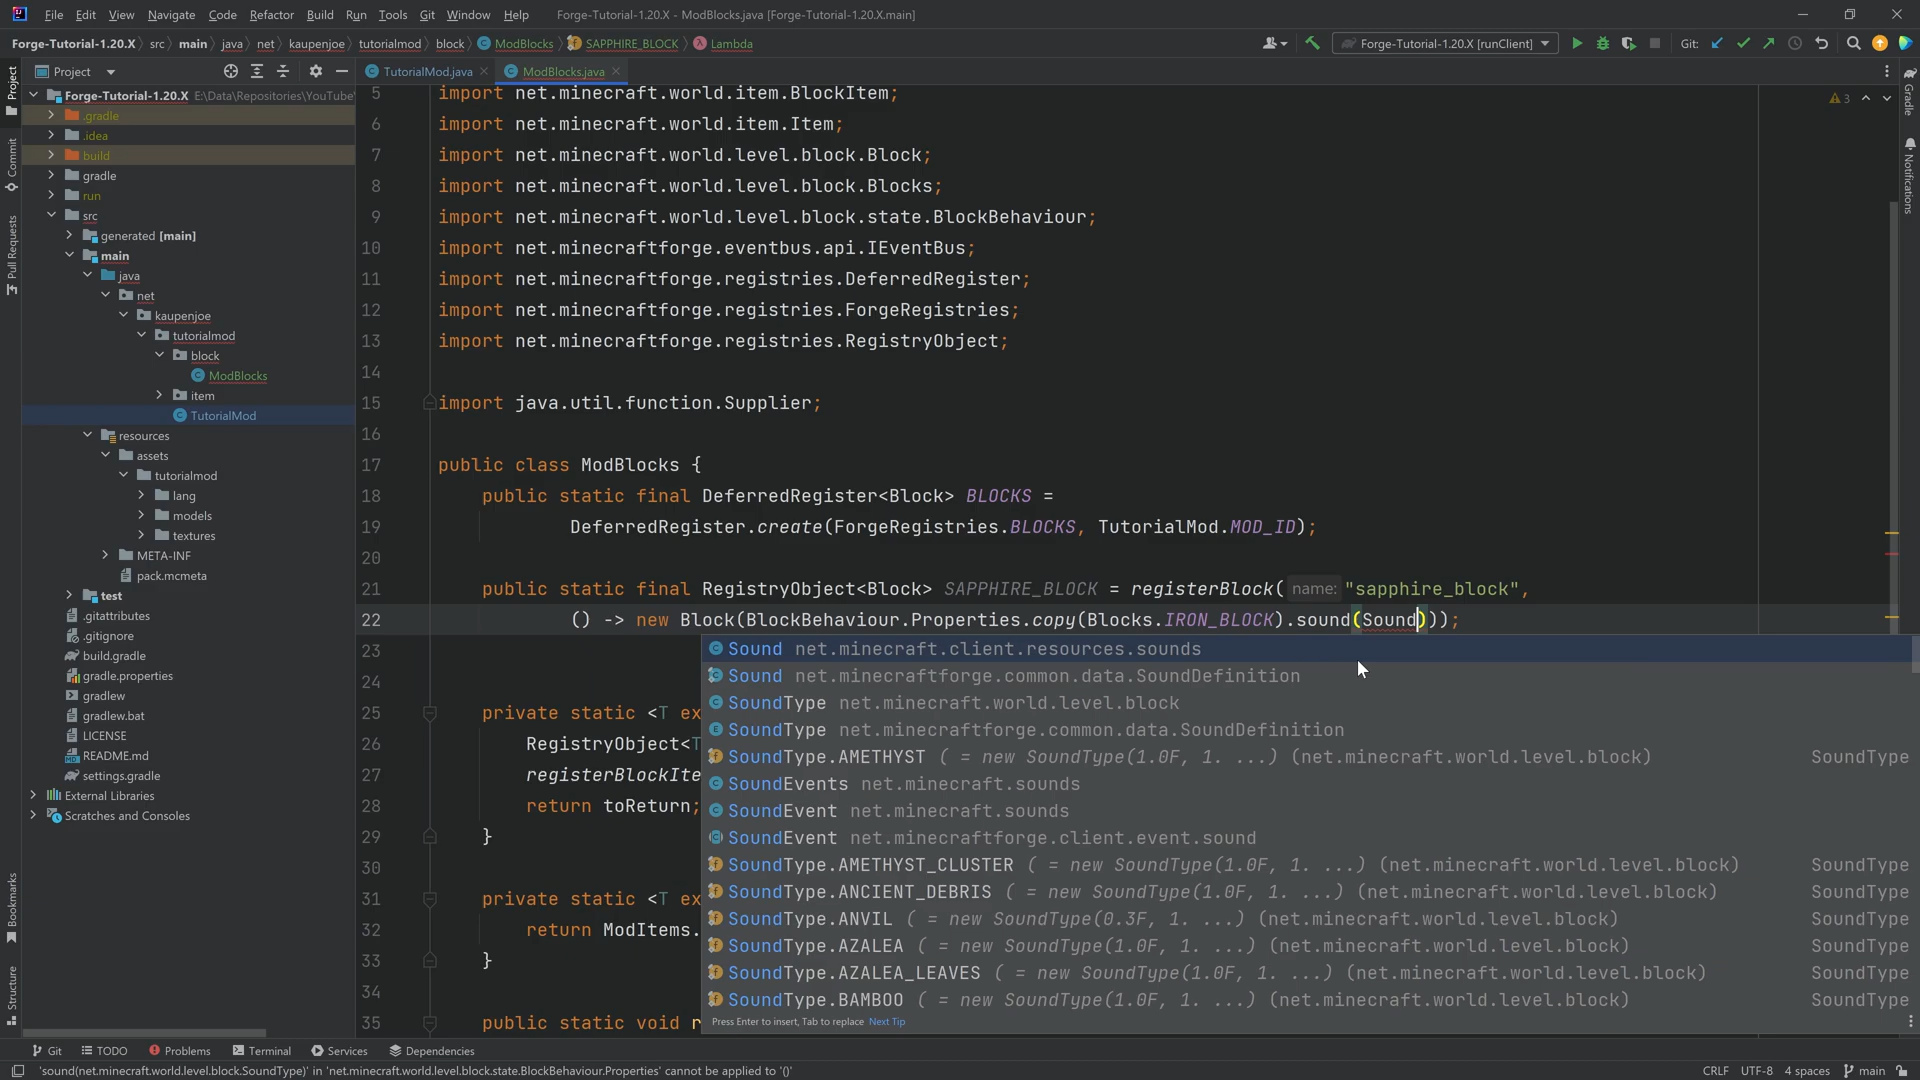 File Edit View Navigate Code Refactor Build Run Tools Git Window Help Forge-Tutorial-1.20.X - ModBlocks.java [Forge-Tutorial-1.20.X.main]
Forge-Tutorial-1.20.X src main java net kaupenjoe tutorialmod block ModBlocks SAPPHIRE_BLOCK Lambda Forge-Tutorial-1.20.X [runClient] Git:
Project TutorialMod.java ModBlocks.java
Project
Commit
Pull Requests
Bookmarks
Structure
Gradle
Notifications
Forge-Tutorial-1.20.X E:\Data\Repositories\YouTube
.gradle
.idea
build
gradle
run
src
generated [main]
main
java
net
kaupenjoe
tutorialmod
block
ModBlocks
item
TutorialMod
resources
assets
tutorialmod
lang
models
textures
META-INF
pack.mcmeta
test
.gitattributes
.gitignore
build.gradle
gradle.properties
gradlew
gradlew.bat
LICENSE
README.md
settings.gradle
External Libraries
Scratches and Consoles
3
5 import net.minecraft.world.item.BlockItem;
6 import net.minecraft.world.item.Item;
7 import net.minecraft.world.level.block.Block;
8 import net.minecraft.world.level.block.Blocks;
9 import net.minecraft.world.level.block.state.BlockBehaviour;
10 import net.minecraftforge.eventbus.api.IEventBus;
11 import net.minecraftforge.registries.DeferredRegister;
12 import net.minecraftforge.registries.ForgeRegistries;
13 import net.minecraftforge.registries.RegistryObject;
14
15 import java.util.function.Supplier;
16
17 public class ModBlocks {
18 public static final DeferredRegister<Block> BLOCKS =
19 DeferredRegister.create(ForgeRegistries.BLOCKS, TutorialMod.MOD_ID);
20
21 public static final RegistryObject<Block> SAPPHIRE_BLOCK = registerBlock( name: "sapphire_block",
22 () -> new Block(BlockBehaviour.Properties.copy(Blocks.IRON_BLOCK).sound(Sound)));
23
24
25 private static <T ex
26 RegistryObject<T
27 registerBlockIte
28 return toReturn;
29 }
30
31 private static <T ex
32 return ModItems.
33 }
34
35 public static void r
Sound net.minecraft.client.resources.sounds
Sound net.minecraftforge.common.data.SoundDefinition
SoundType net.minecraft.world.level.block
SoundType net.minecraftforge.common.data.SoundDefinition
SoundType.AMETHYST ( = new SoundType(1.0F, 1. ...) (net.minecraft.world.level.block) SoundType
SoundEvents net.minecraft.sounds
SoundEvent net.minecraft.sounds
SoundEvent net.minecraftforge.client.event.sound
SoundType.AMETHYST_CLUSTER ( = new SoundType(1.0F, 1. ...) (net.minecraft.world.level.block) SoundType
SoundType.ANCIENT_DEBRIS ( = new SoundType(1.0F, 1. ...) (net.minecraft.world.level.block) SoundType
SoundType.ANVIL ( = new SoundType(0.3F, 1. ...) (net.minecraft.world.level.block) SoundType
SoundType.AZALEA ( = new SoundType(1.0F, 1. ...) (net.minecraft.world.level.block) SoundType
SoundType.AZALEA_LEAVES ( = new SoundType(1.0F, 1. ...) (net.minecraft.world.level.block) SoundType
SoundType.BAMBOO ( = new SoundType(1.0F, 1. ...) (net.minecraft.world.level.block) SoundType
Press Enter to insert, Tab to replace Next Tip
Git TODO Problems Terminal Services Dependencies
'sound(net.minecraft.world.level.block.SoundType)' in 'net.minecraft.world.level.block.state.BlockBehaviour.Properties' cannot be applied to '()' CRLF UTF-8 4 spaces main